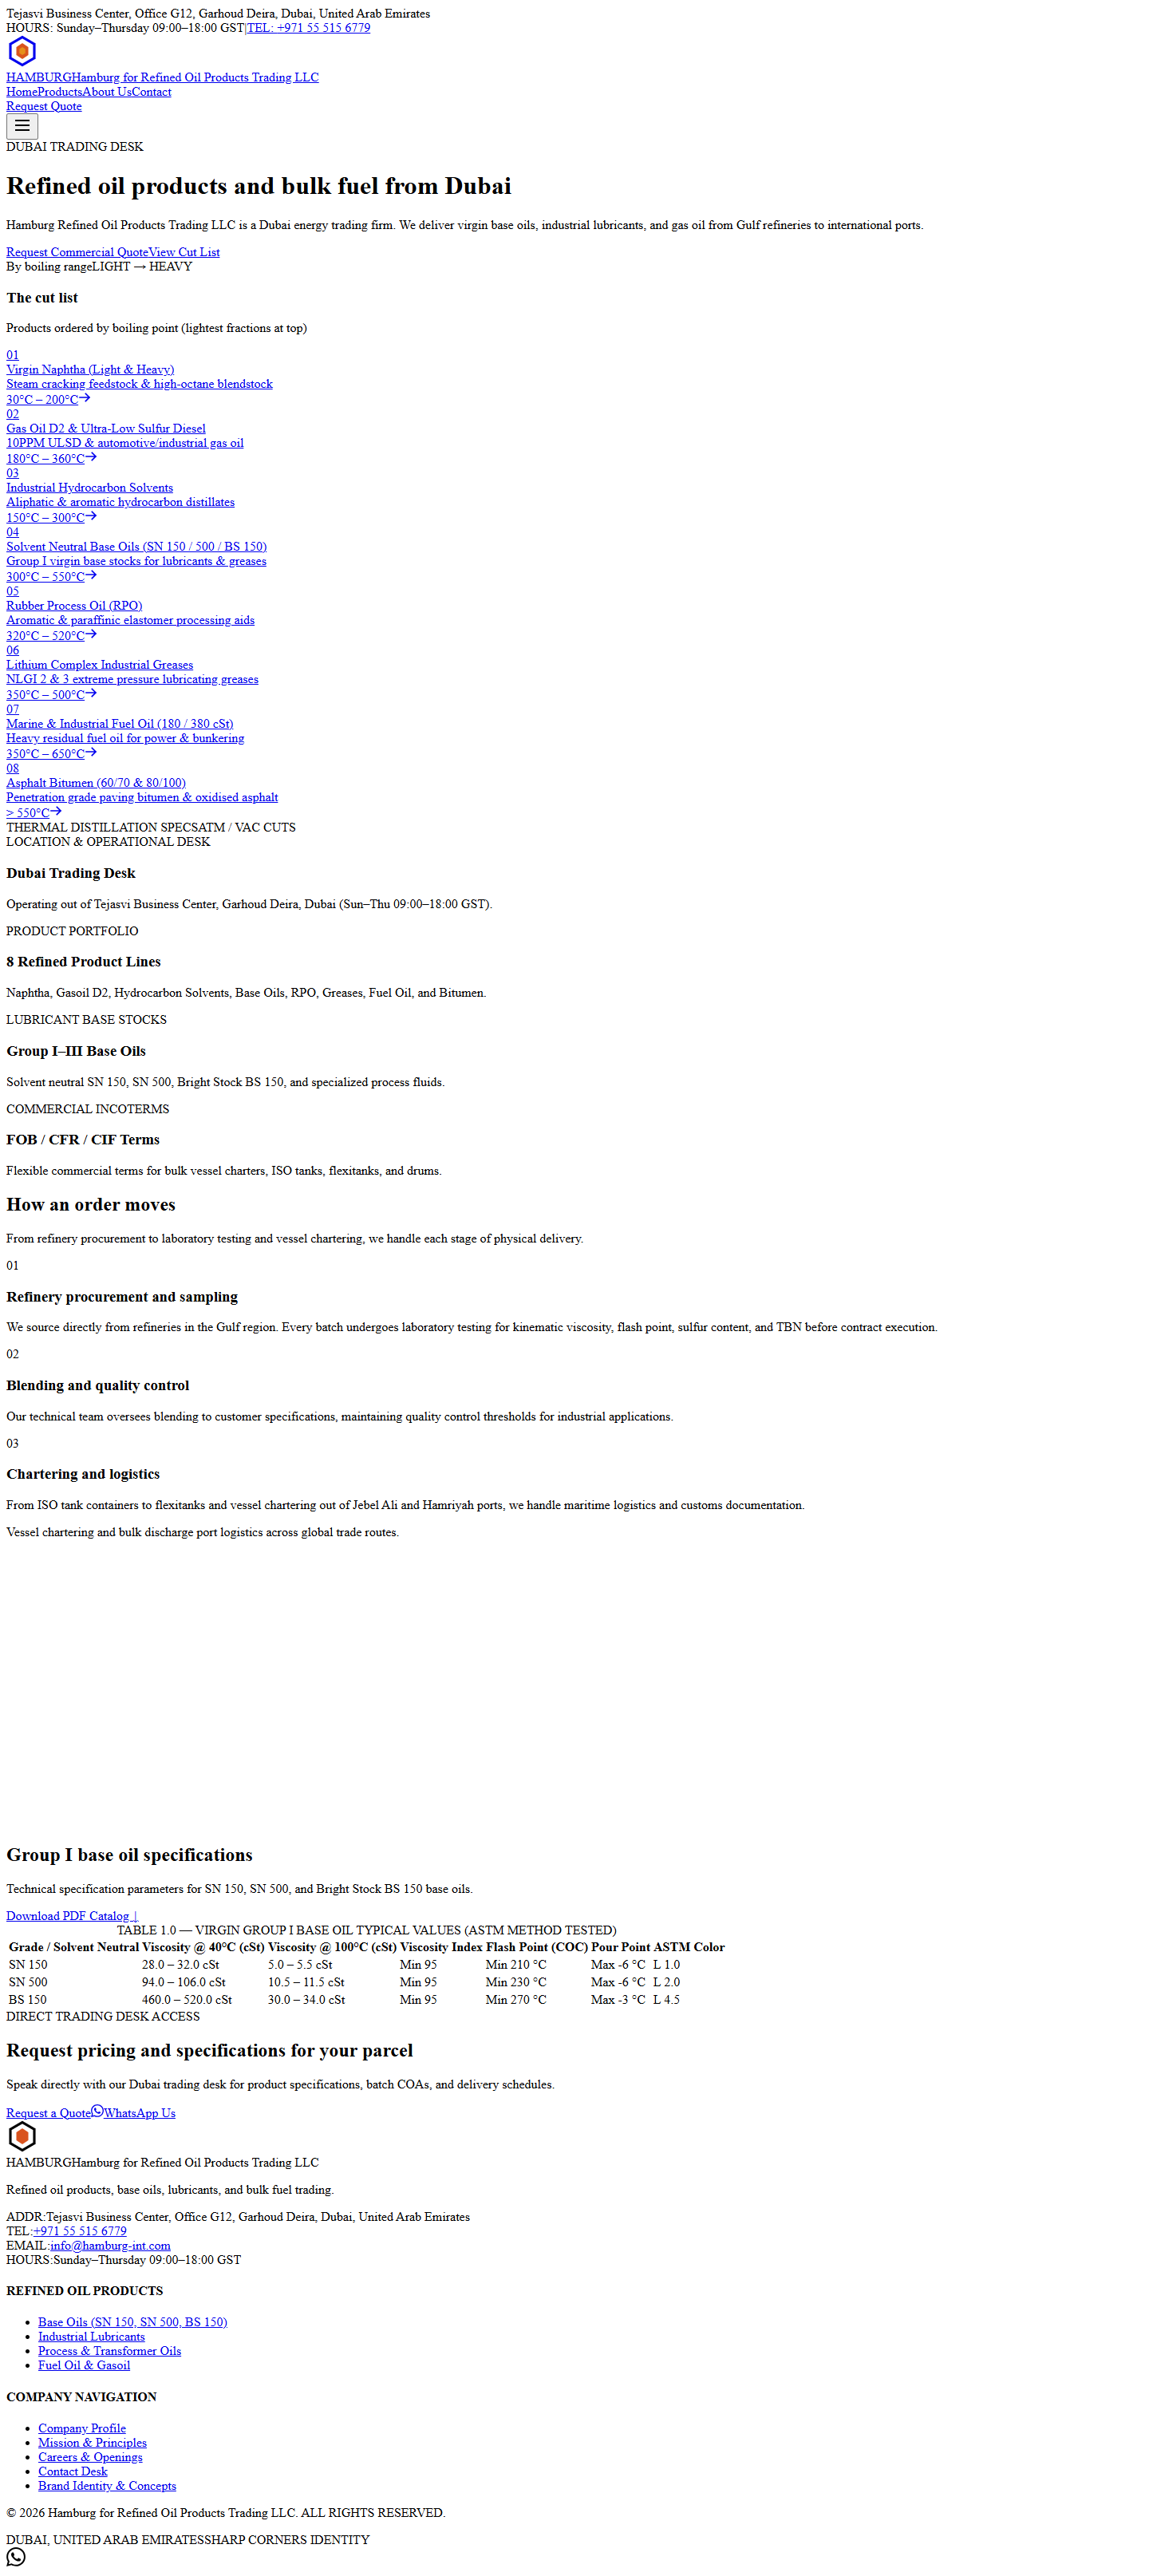 Tejasvi Business Center, Office G12, Garhoud Deira, Dubai, United Arab Emirates
HOURS: Sunday–Thursday 09:00–18:00 GST|TEL: +971 55 515 6779
HAMBURGHamburg for Refined Oil Products Trading LLC
HomeProductsAbout UsContact
Request Quote
DUBAI TRADING DESK
Refined oil products and bulk fuel from Dubai
Hamburg Refined Oil Products Trading LLC is a Dubai energy trading firm. We deliver virgin base oils, industrial lubricants, and gas oil from Gulf refineries to international ports.
Request Commercial QuoteView Cut List
By boiling rangeLIGHT → HEAVY
The cut list
Products ordered by boiling point (lightest fractions at top)
01
Virgin Naphtha (Light & Heavy)
Steam cracking feedstock & high-octane blendstock
30°C – 200°C
02
Gas Oil D2 & Ultra-Low Sulfur Diesel
10PPM ULSD & automotive/industrial gas oil
180°C – 360°C
03
Industrial Hydrocarbon Solvents
Aliphatic & aromatic hydrocarbon distillates
150°C – 300°C
04
Solvent Neutral Base Oils (SN 150 / 500 / BS 150)
Group I virgin base stocks for lubricants & greases
300°C – 550°C
05
Rubber Process Oil (RPO)
Aromatic & paraffinic elastomer processing aids
320°C – 520°C
06
Lithium Complex Industrial Greases
NLGI 2 & 3 extreme pressure lubricating greases
350°C – 500°C
07
Marine & Industrial Fuel Oil (180 / 380 cSt)
Heavy residual fuel oil for power & bunkering
350°C – 650°C
08
Asphalt Bitumen (60/70 & 80/100)
Penetration grade paving bitumen & oxidised asphalt
> 550°C
THERMAL DISTILLATION SPECSATM / VAC CUTS
LOCATION & OPERATIONAL DESK
Dubai Trading Desk
Operating out of Tejasvi Business Center, Garhoud Deira, Dubai (Sun–Thu 09:00–18:00 GST).
PRODUCT PORTFOLIO
8 Refined Product Lines
Naphtha, Gasoil D2, Hydrocarbon Solvents, Base Oils, RPO, Greases, Fuel Oil, and Bitumen.
LUBRICANT BASE STOCKS
Group I–III Base Oils
Solvent neutral SN 150, SN 500, Bright Stock BS 150, and specialized process fluids.
COMMERCIAL INCOTERMS
FOB / CFR / CIF Terms
Flexible commercial terms for bulk vessel charters, ISO tanks, flexitanks, and drums.
How an order moves
From refinery procurement to laboratory testing and vessel chartering, we handle each stage of physical delivery.
01
Refinery procurement and sampling
We source directly from refineries in the Gulf region. Every batch undergoes laboratory testing for kinematic viscosity, flash point, sulfur content, and TBN before contract execution.
02
Blending and quality control
Our technical team oversees blending to customer specifications, maintaining quality control thresholds for industrial applications.
03
Chartering and logistics
From ISO tank containers to flexitanks and vessel chartering out of Jebel Ali and Hamriyah ports, we handle maritime logistics and customs documentation.
Vessel chartering and bulk discharge port logistics across global trade routes.
Group I base oil specifications
Technical specification parameters for SN 150, SN 500, and Bright Stock BS 150 base oils.
Download PDF Catalog ↓
TABLE 1.0 — VIRGIN GROUP I BASE OIL TYPICAL VALUES (ASTM METHOD TESTED)
Grade / Solvent Neutral Viscosity @ 40°C (cSt) Viscosity @ 100°C (cSt) Viscosity Index Flash Point (COC) Pour Point ASTM Color
SN 150 28.0 – 32.0 cSt 5.0 – 5.5 cSt Min 95 Min 210 °C Max -6 °C L 1.0
SN 500 94.0 – 106.0 cSt 10.5 – 11.5 cSt Min 95 Min 230 °C Max -6 °C L 2.0
BS 150 460.0 – 520.0 cSt 30.0 – 34.0 cSt Min 95 Min 270 °C Max -3 °C L 4.5
DIRECT TRADING DESK ACCESS
Request pricing and specifications for your parcel
Speak directly with our Dubai trading desk for product specifications, batch COAs, and delivery schedules.
Request a QuoteWhatsApp Us
HAMBURGHamburg for Refined Oil Products Trading LLC
Refined oil products, base oils, lubricants, and bulk fuel trading.
ADDR:Tejasvi Business Center, Office G12, Garhoud Deira, Dubai, United Arab Emirates
TEL:+971 55 515 6779
EMAIL:info@hamburg-int.com
HOURS:Sunday–Thursday 09:00–18:00 GST
REFINED OIL PRODUCTS
Base Oils (SN 150, SN 500, BS 150)
Industrial Lubricants
Process & Transformer Oils
Fuel Oil & Gasoil
COMPANY NAVIGATION
Company Profile
Mission & Principles
Careers & Openings
Contact Desk
Brand Identity & Concepts
© 2026 Hamburg for Refined Oil Products Trading LLC. ALL RIGHTS RESERVED.
DUBAI, UNITED ARAB EMIRATESSHARP CORNERS IDENTITY